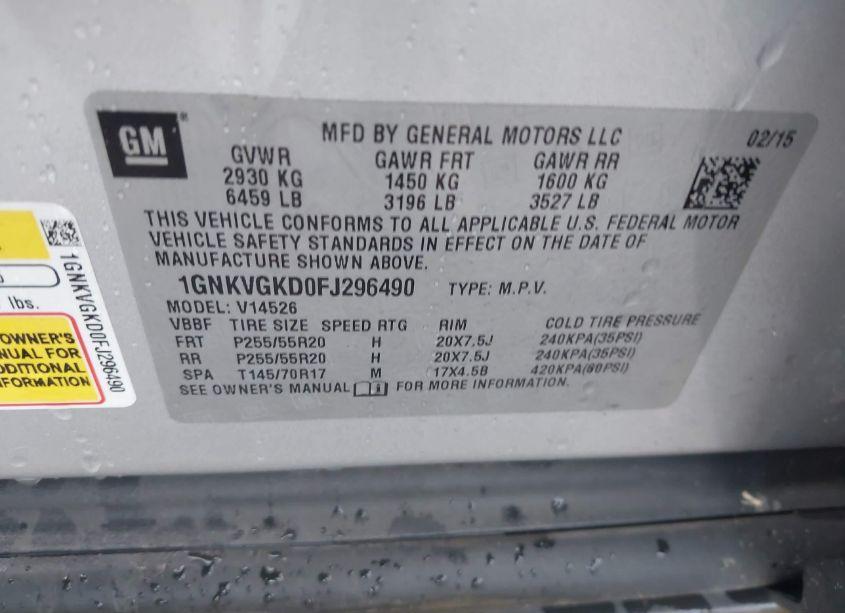 GM
®
MFD BY GENERAL MOTORS LLC
02/15
GVWR GAWR FRT GAWR RR
2930 KG 1450 KG 1600 KG
6459 LB 3196 LB 3527 LB
THIS VEHICLE CONFORMS TO ALL APPLICABLE U.S. FEDERAL MOTOR
VEHICLE SAFETY STANDARDS IN EFFECT ON THE DATE OF
MANUFACTURE SHOWN ABOVE.
1GNKVGKD0FJ296490 TYPE: M.P.V.
MODEL: V14526
VBBF TIRE SIZE SPEED RTG RIM COLD TIRE PRESSURE
FRT P255/55R20 H 20X7.5J 240KPA(35PSI)
RR P255/55R20 H 20X7.5J 240KPA(35PSI)
SPA T145/70R17 M 17X4.5B 420KPA(60PSI)
SEE OWNER'S MANUAL FOR MORE INFORMATION.
1GNKVGKD0FJ296490
lbs.
OWNER'S
FOR